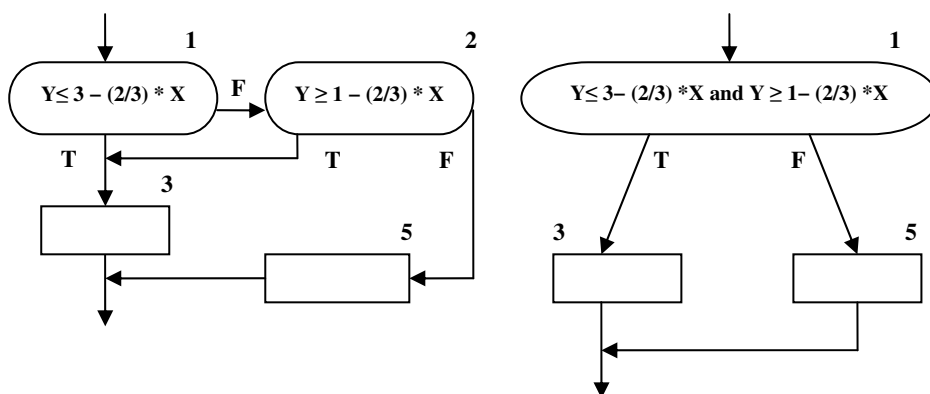 1
2
Y≤ 3 – (2/3) * X
F
Y ≥ 1 – (2/3) * X
T
T
F
3
5
1
Y≤ 3– (2/3) *X and Y ≥ 1– (2/3) *X
T
F
3
5